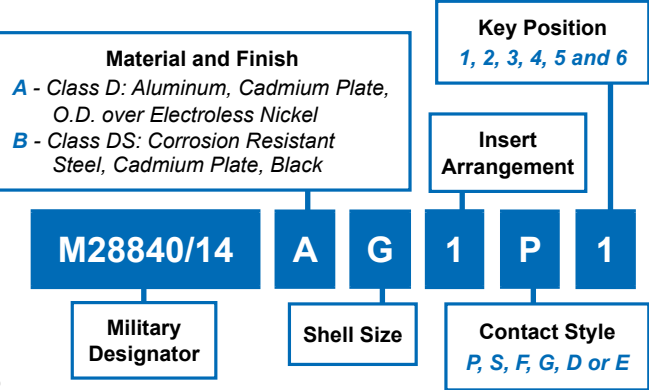 Key Position
1, 2, 3, 4, 5 and 6
Material and Finish
A - Class D: Aluminum, Cadmium Plate,
O.D. over Electroless Nickel
B - Class DS: Corrosion Resistant
Steel, Cadmium Plate, Black
Insert
Arrangement
M28840/14 A G 1 P 1
Military
Designator
Shell Size
Contact Style
P, S, F, G, D or E